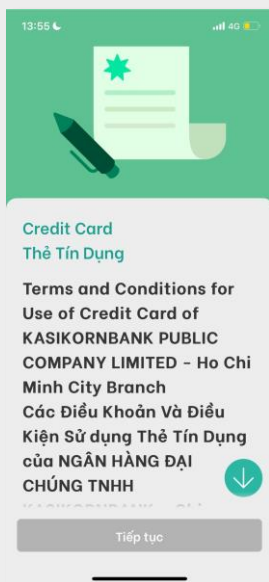 13:55
4G
Credit Card
Thẻ Tín Dụng
Terms and Conditions for
Use of Credit Card of
KASIKORNBANK PUBLIC
COMPANY LIMITED - Ho Chi
Minh City Branch
Các Điều Khoản Và Điều
Kiện Sử dụng Thẻ Tín Dụng
của NGÂN HÀNG ĐẠI
CHÚNG TNHH
Tiếp tục